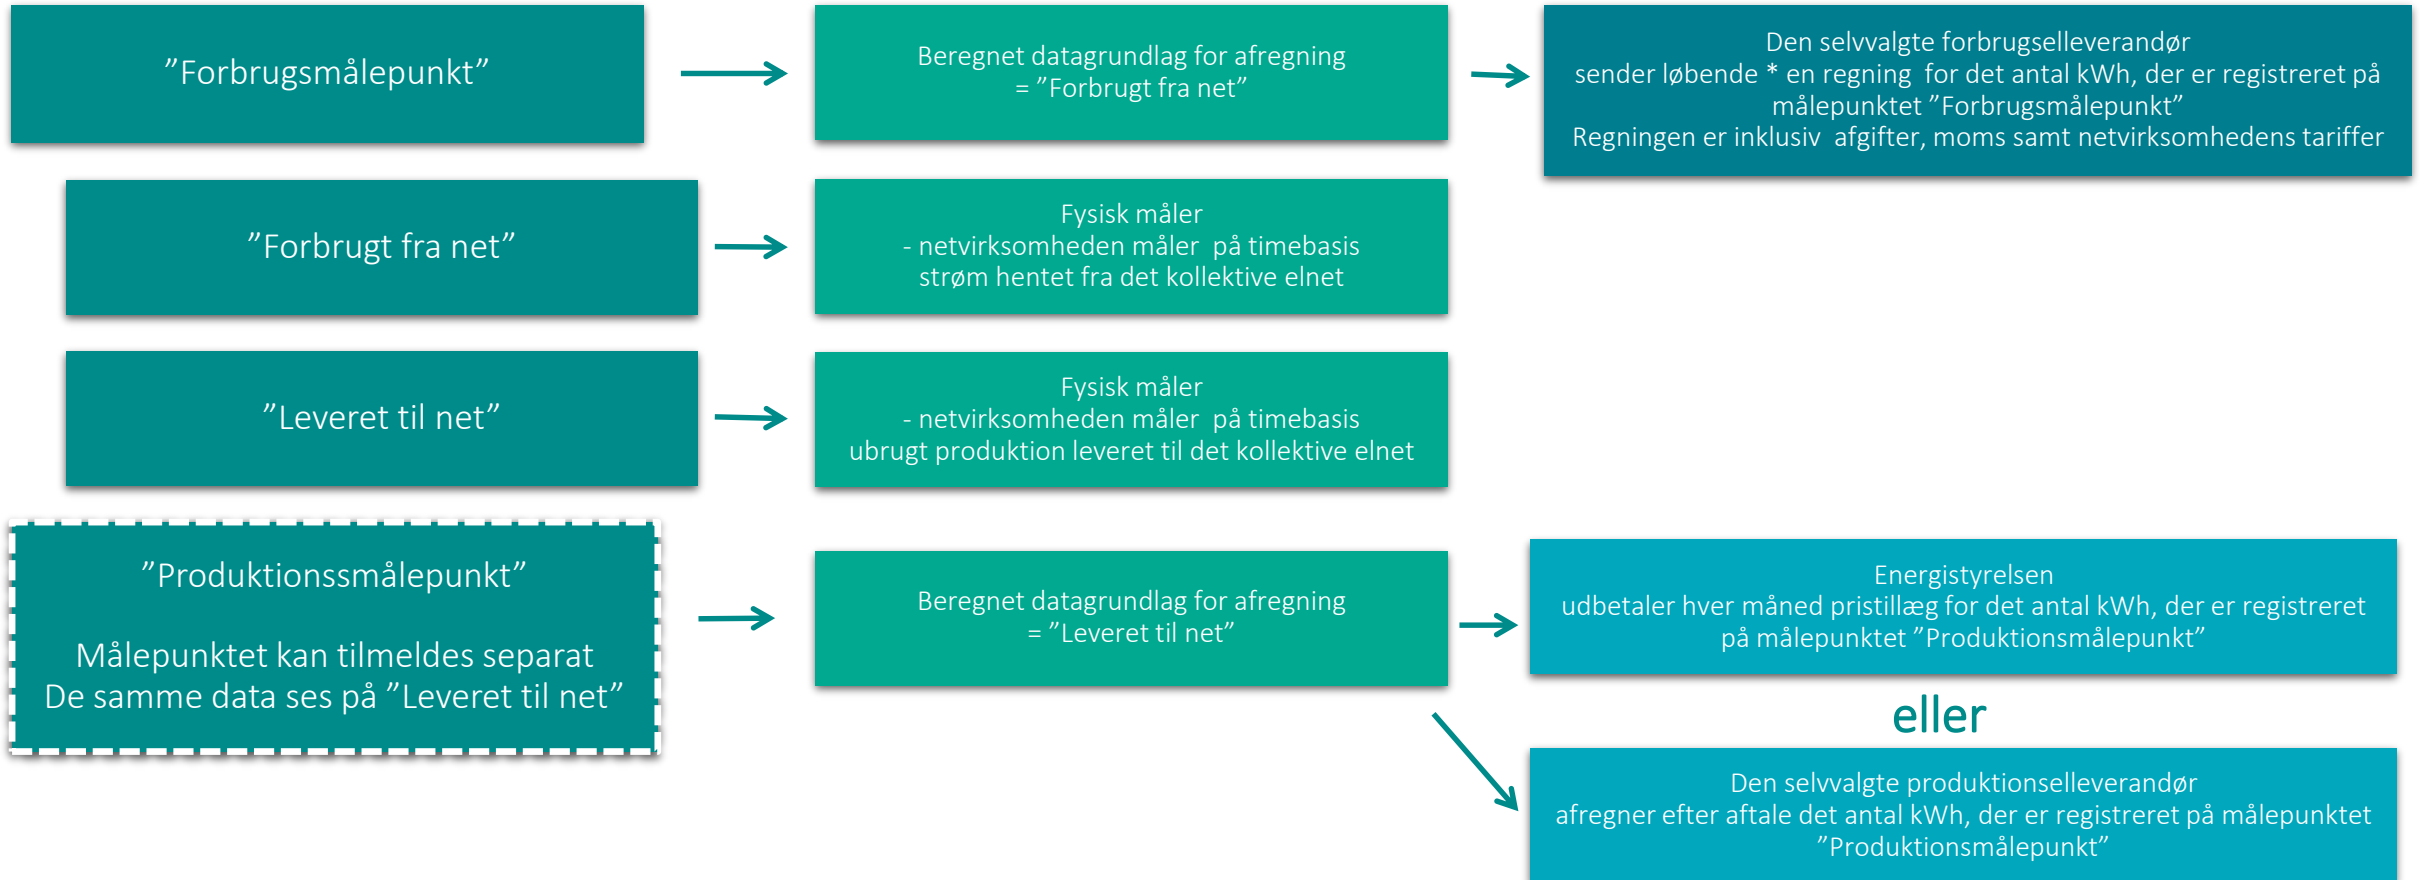 ”Forbrugsmålepunkt”
Beregnet datagrundlag for afregning
= ”Forbrugt fra net”
Den selvvalgte forbrugselleverandør
sender løbende * en regning for det antal kWh, der er registreret på
målepunktet ”Forbrugsmålepunkt”
Regningen er inklusiv afgifter, moms samt netvirksomhedens tariffer
”Forbrugt fra net”
Fysisk måler
- netvirksomheden måler på timebasis
strøm hentet fra det kollektive elnet
”Leveret til net”
Fysisk måler
- netvirksomheden måler på timebasis
ubrugt produktion leveret til det kollektive elnet
”Produktionssmålepunkt”
Målepunktet kan tilmeldes separat
De samme data ses på ”Leveret til net”
Beregnet datagrundlag for afregning
= ”Leveret til net”
Energistyrelsen
udbetaler hver måned pristillæg for det antal kWh, der er registreret
på målepunktet ”Produktionsmålepunkt”
eller
Den selvvalgte produktionselleverandør
afregner efter aftale det antal kWh, der er registreret på målepunktet
”Produktionsmålepunkt”